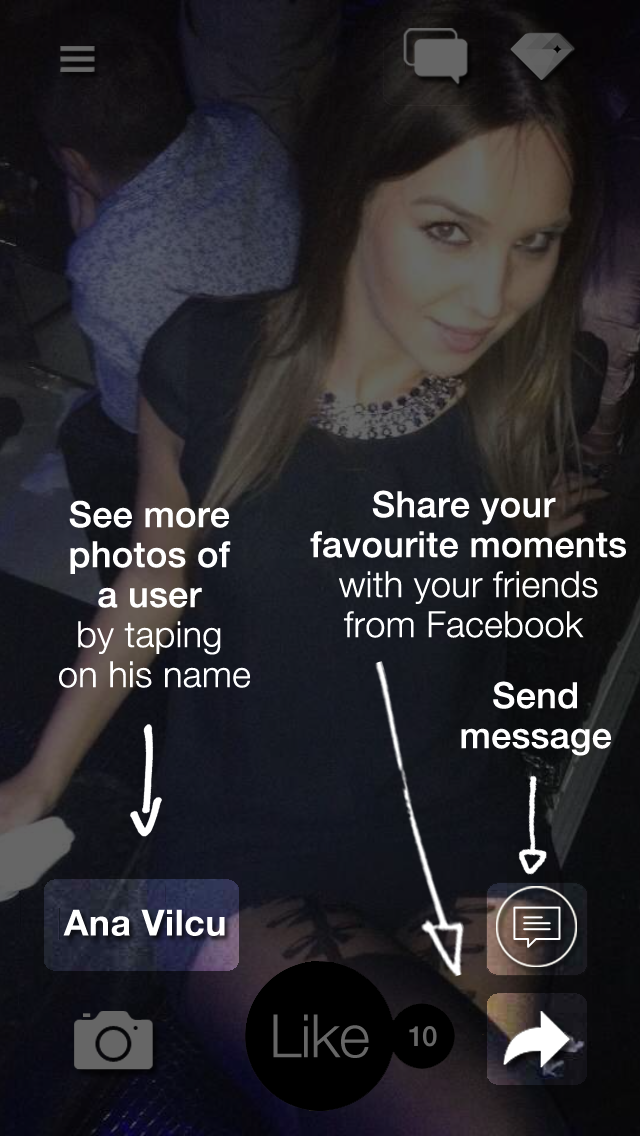 See more
photos of
a user
by taping
on his name
Share your
favourite moments
with your friends
from Facebook
Send
message
Ana Vilcu
Like
10